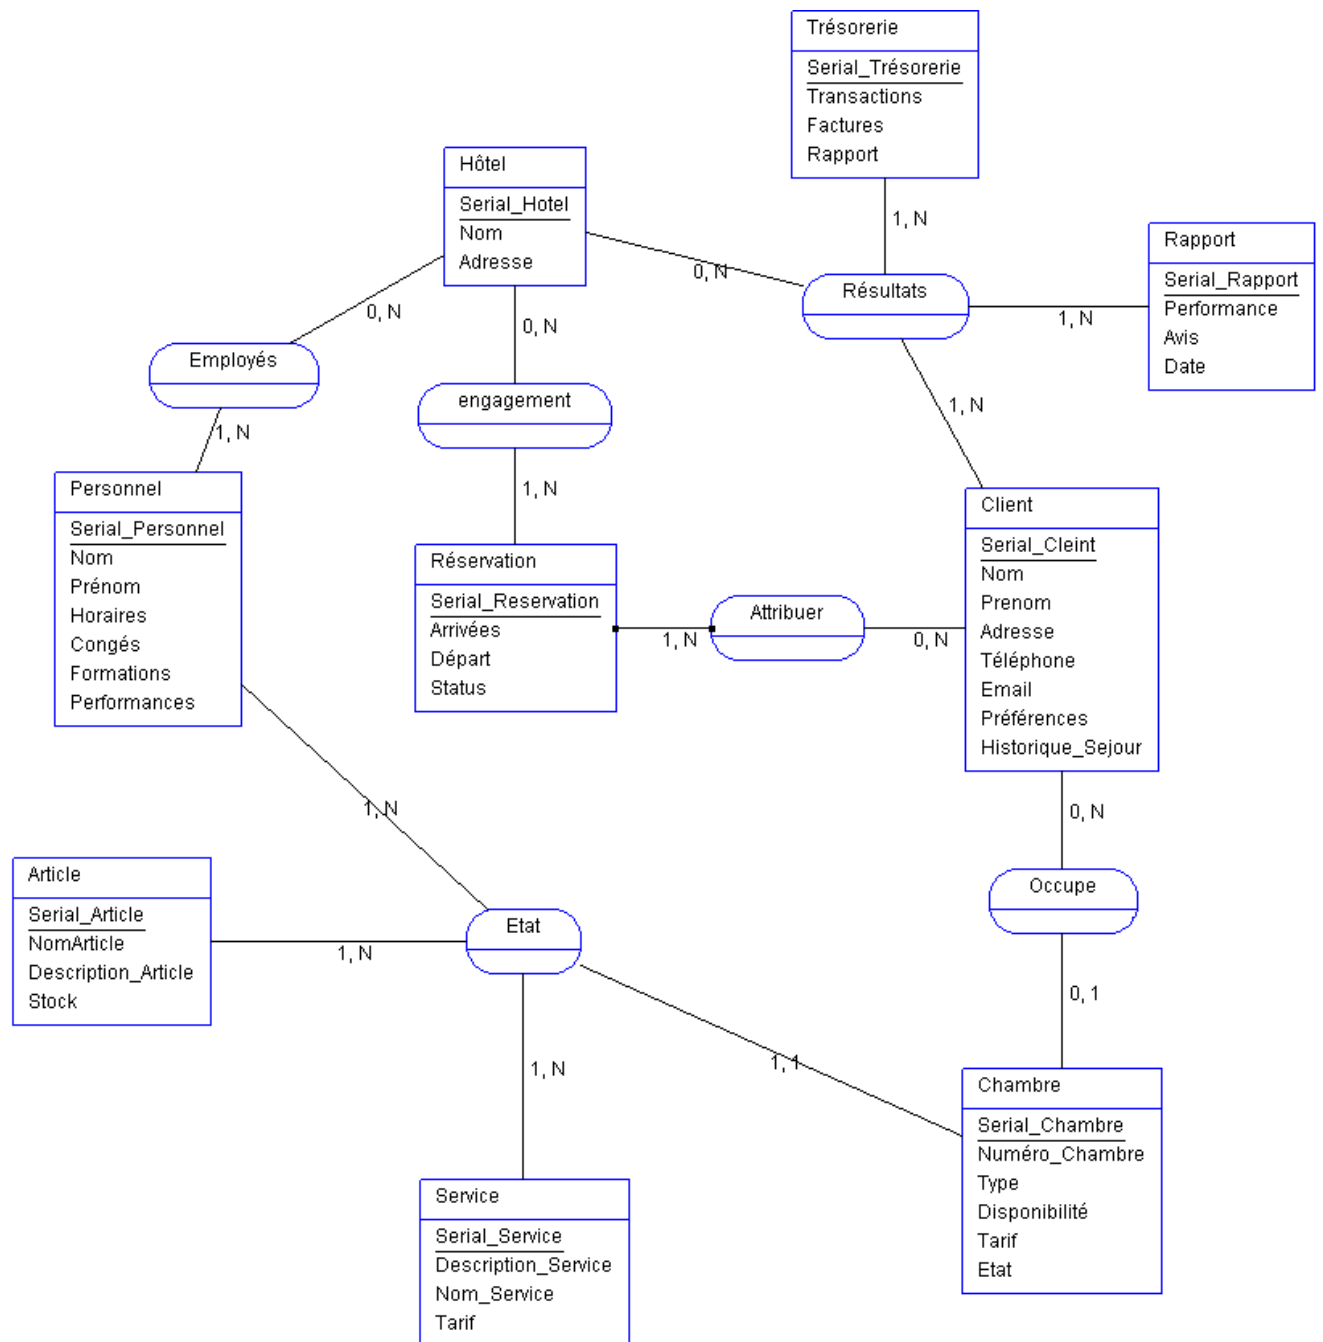 Trésorerie
Serial_Trésorerie
Transactions
Factures
Rapport
1, N
Hôtel
Serial_Hotel
Nom
Adresse
0, N
0, N
0, N
Résultats
Rapport
Serial_Rapport
Performance
Avis
Date
1, N
1, N
Employés
1, N
engagement
1, N
Personnel
Serial_Personnel
Nom
Prénom
Horaires
Congés
Formations
Performances
Réservation
Serial_Reservation
Arrivées
Départ
Status
1, N
Attribuer
0, N
Client
Serial_Cleint
Nom
Prenom
Adresse
Téléphone
Email
Préférences
Historique_Sejour
1, N
0, N
Article
Serial_Article
NomArticle
Description_Article
Stock
1, N
Etat
Occupe
0, 1
1, N
1, 1
Service
Serial_Service
Description_Service
Nom_Service
Tarif
Chambre
Serial_Chambre
Numéro_Chambre
Type
Disponibilité
Tarif
Etat